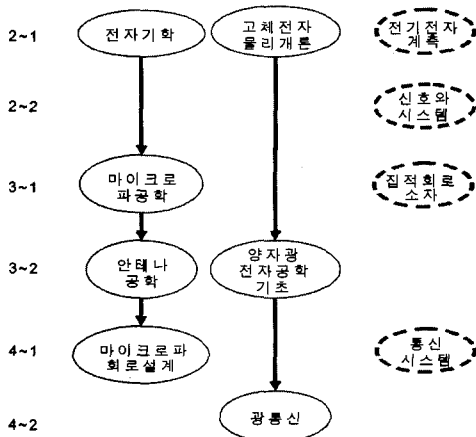 2~1
전자기학
고체전자
물리개론
전기전자
계측
2~2
신호와
시스템
3~1
마이크로
파공학
집적회로
소자
3~2
안테나
공학
양자광
전자공학
기초
4~1
마이크로파
회로설계
통신
시스템
4~2
광통신